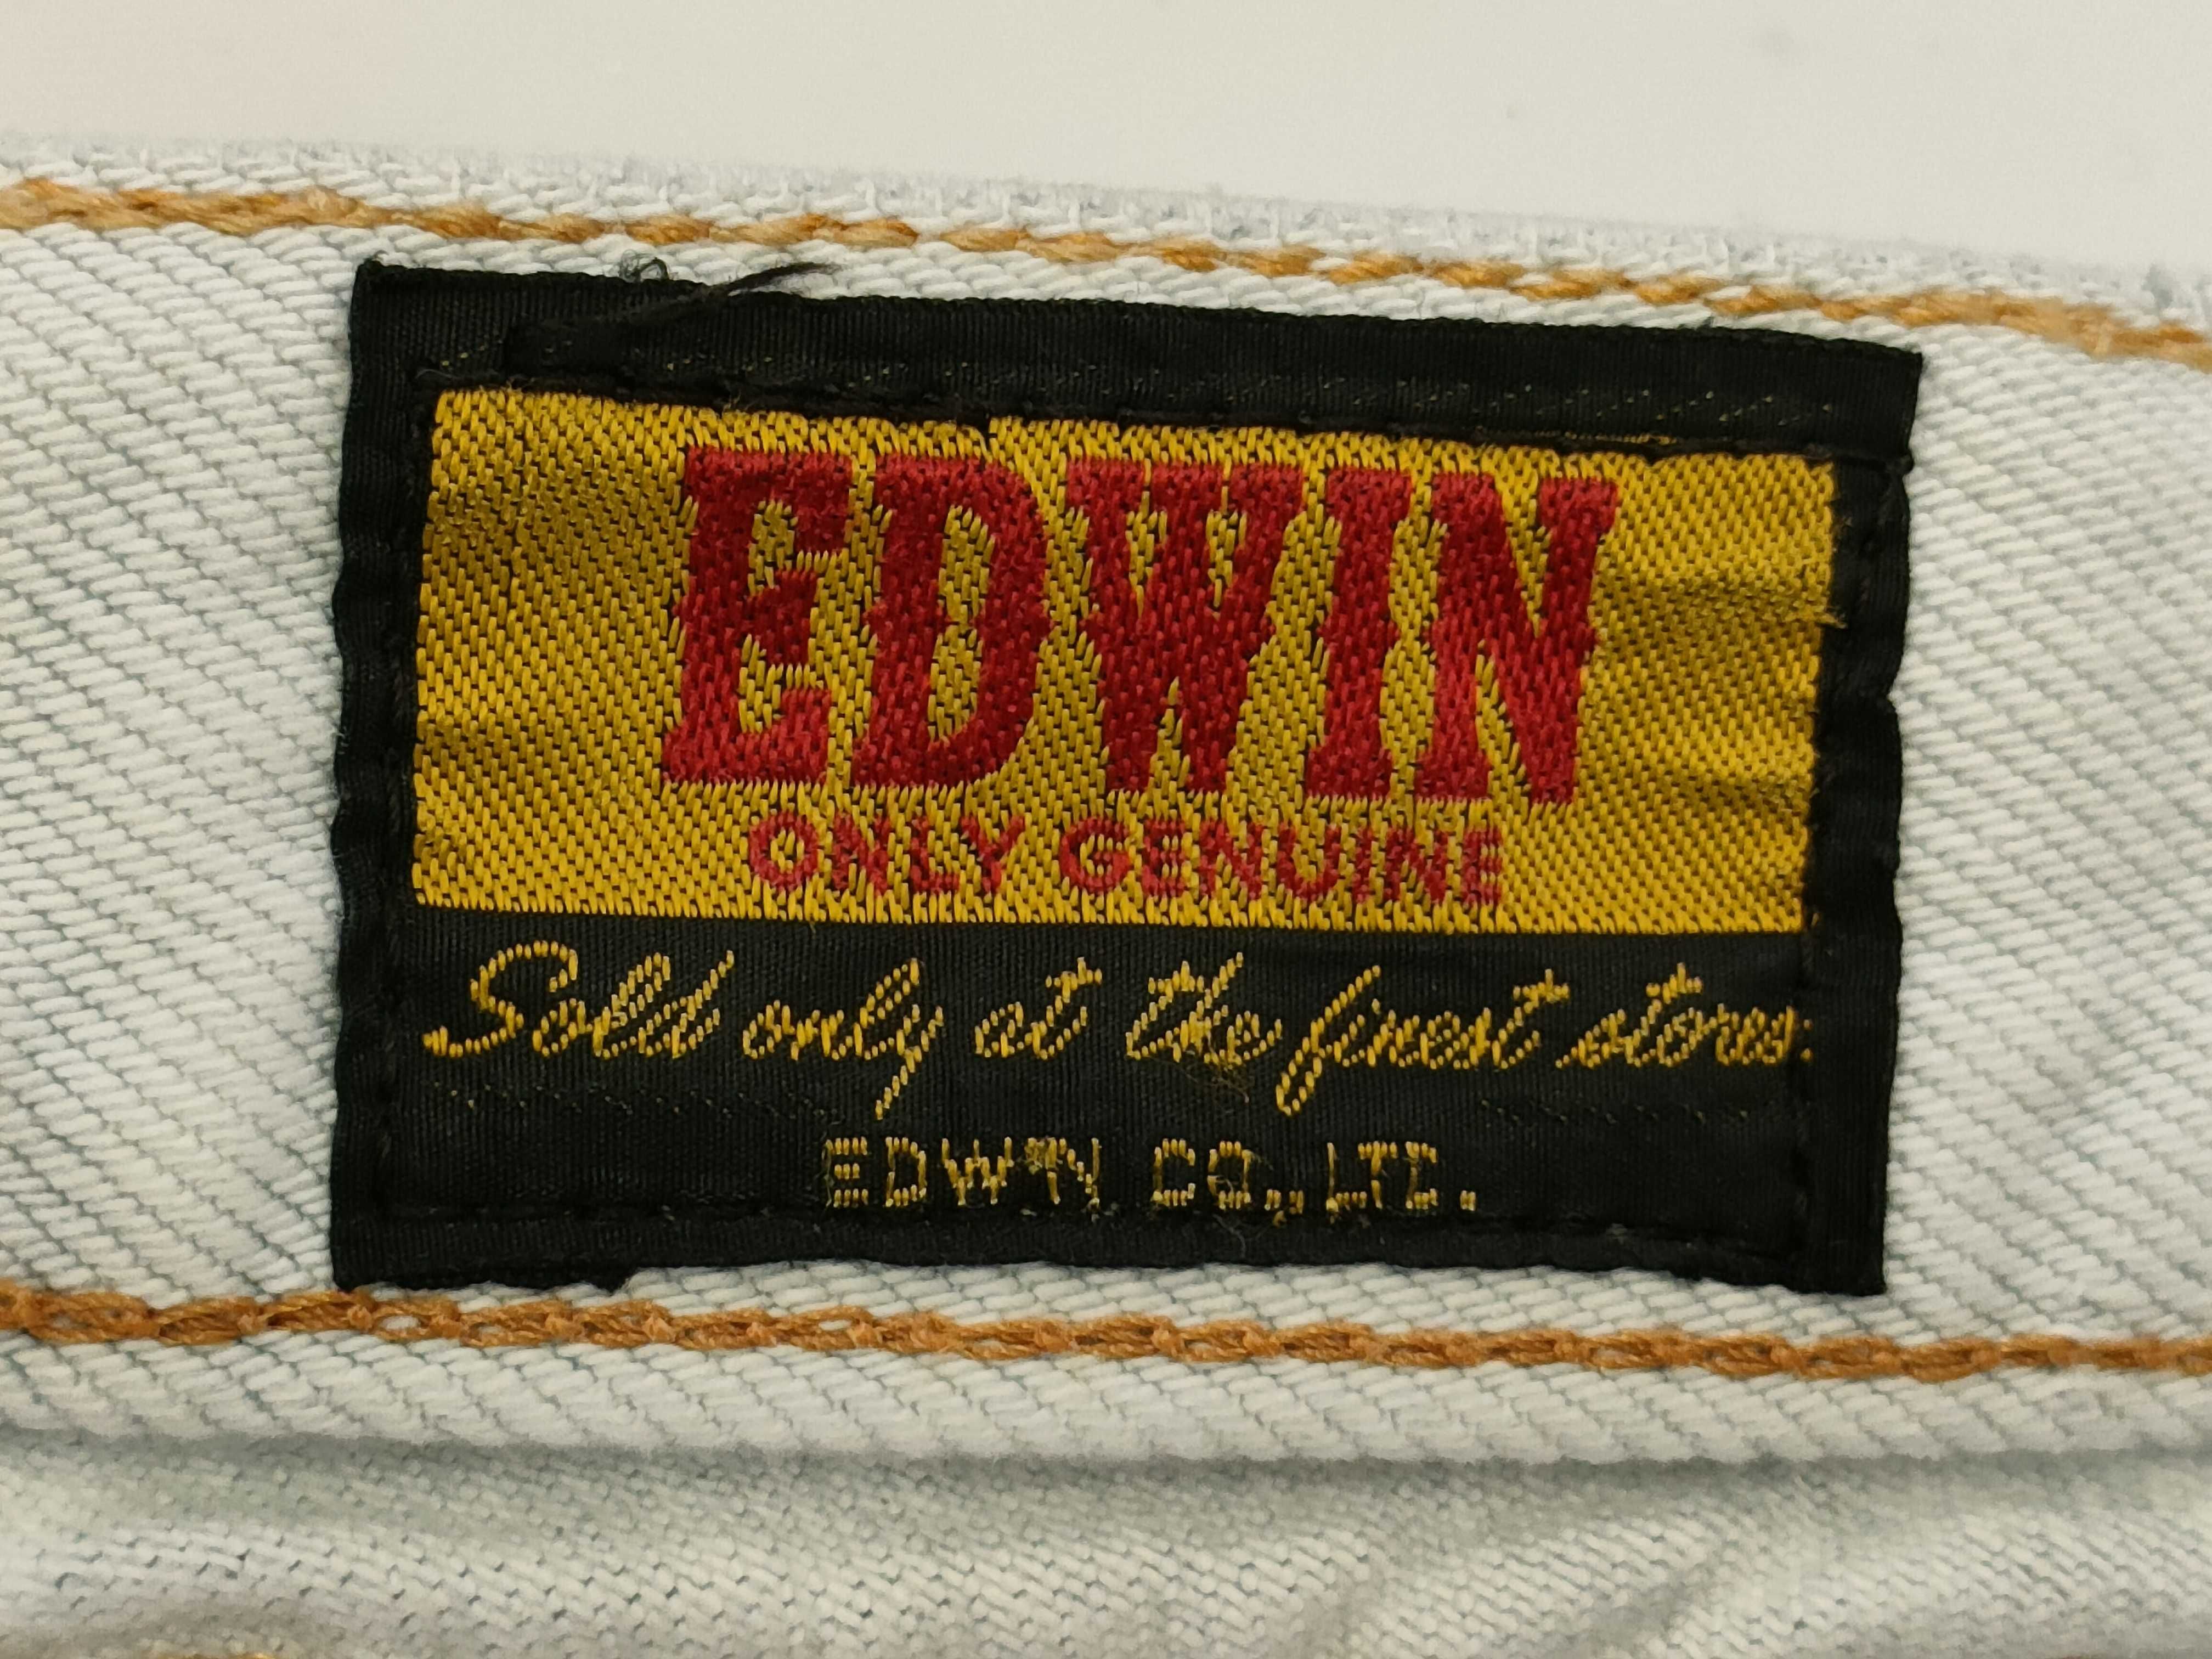 EDWIN
ONLY GENUINE
Sold only at the finest stores.
EDWIN CO.,LTD.